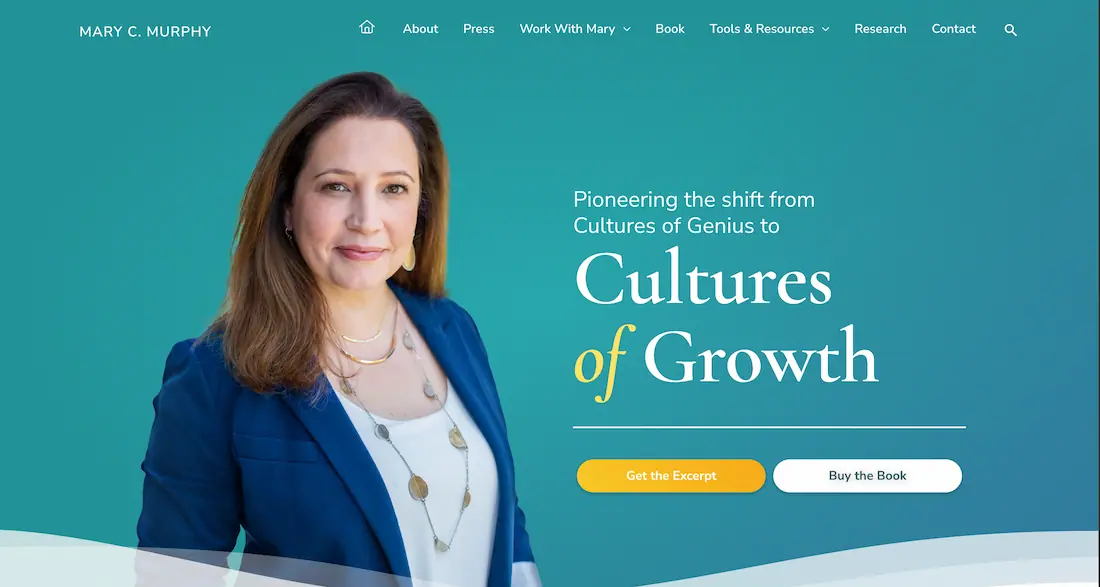 MARY C. MURPHY
About Press Work With Mary Book Tools & Resources Research Contact
Pioneering the shift from
Cultures of Genius to
Cultures
of Growth
Get the Excerpt Buy the Book